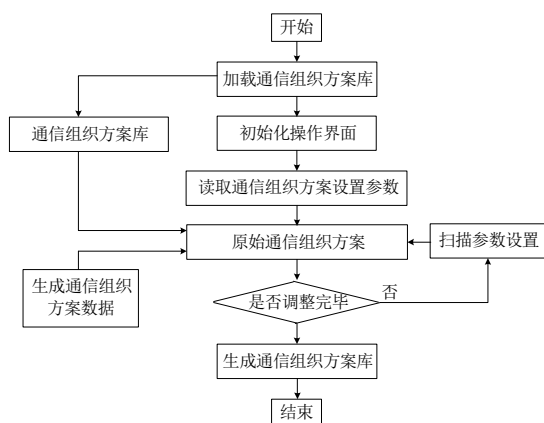 开始
加载通信组织方案库
通信组织方案库
初始化操作界面
读取通信组织方案设置参数
原始通信组织方案
扫描参数设置
生成通信组织
方案数据
是否调整完毕
否
生成通信组织方案库
结束